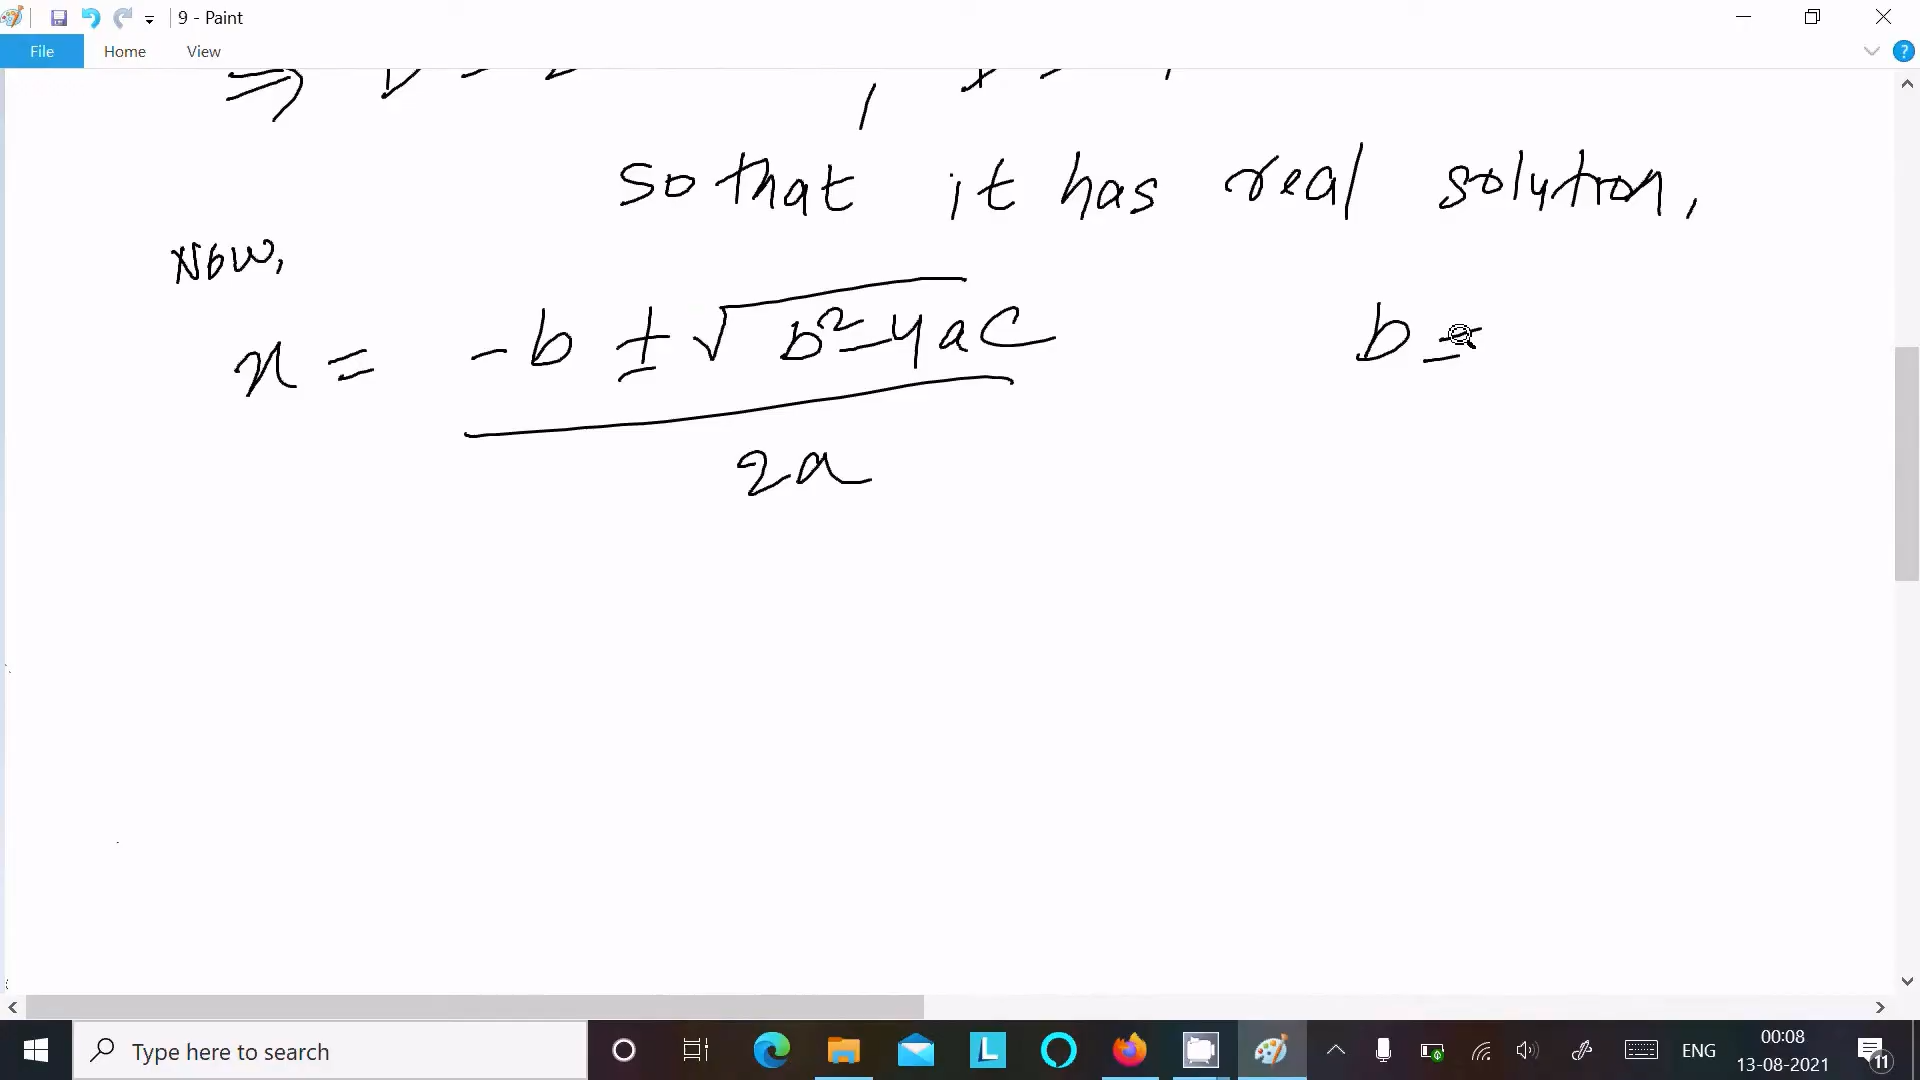 9 - Paint
File Home View
so that it has real solution,
Now,
x = -b ± √b²-4ac b =
2a
Type here to search
ENG
00:08
13-08-2021
11